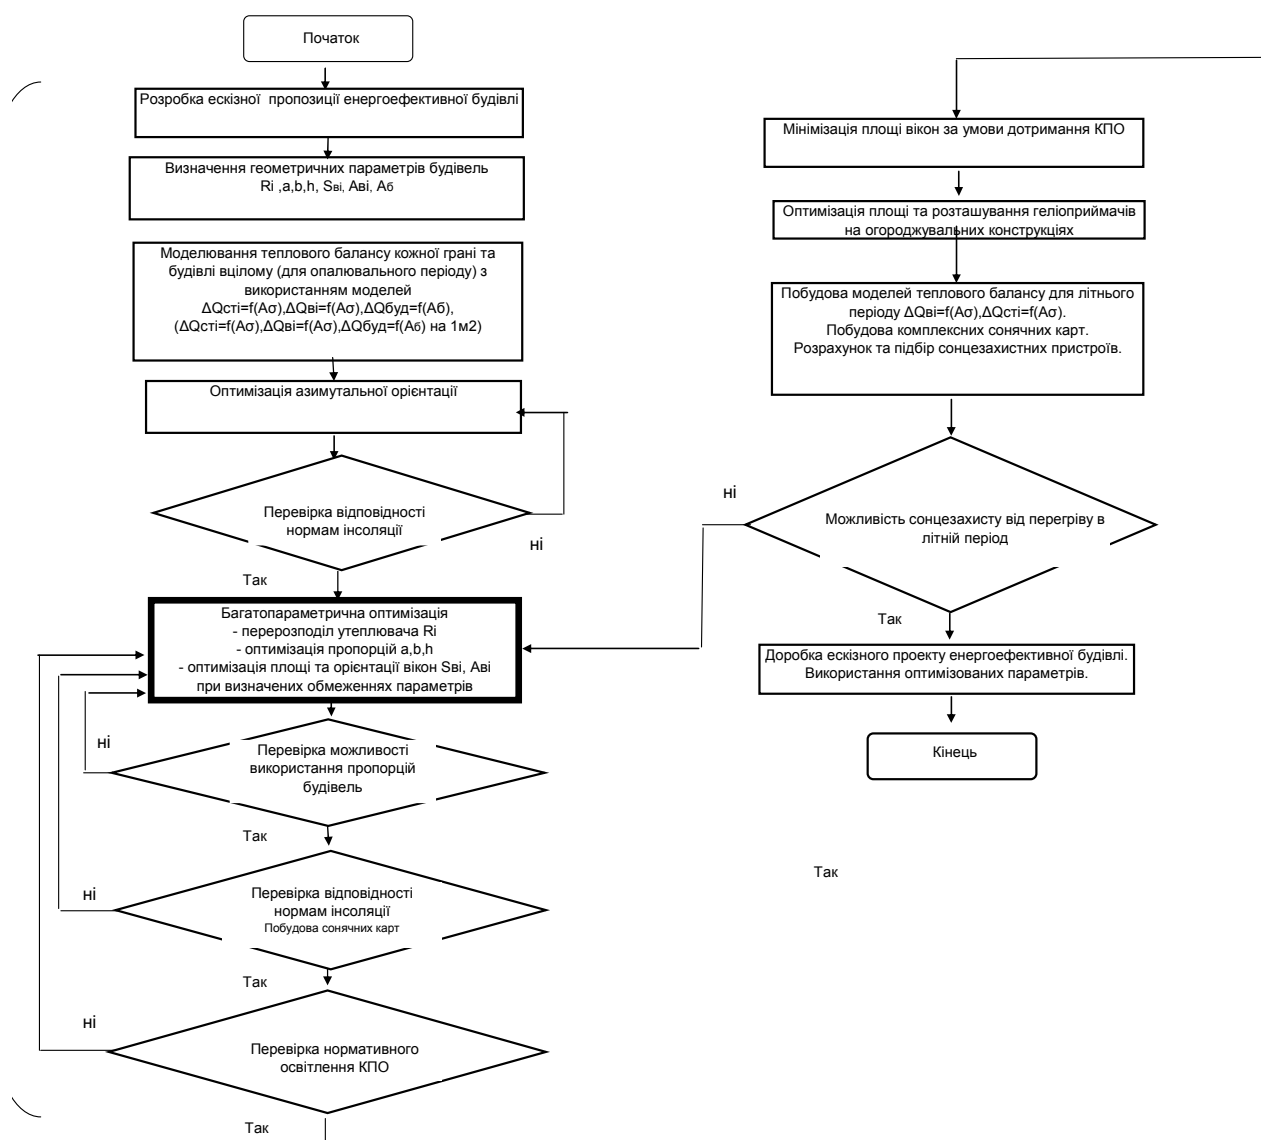 Початок
Розробка ескізної пропозиції енергоефективної будівлі
Визначення геометричних параметрів будівель
Ri ,a,b,h, Sві, Aві, Aб
Моделювання теплового балансу кожної грані та
будівлі вцілому (для опалювального періоду) з
використанням моделей
ΔQсті=f(Aσ),ΔQві=f(Aσ),ΔQбуд=f(Aб),
(ΔQсті=f(Aσ),ΔQві=f(Aσ),ΔQбуд=f(Aб) на 1м2)
Оптимізація азимутальної орієнтації
Перевірка відповідності
нормам інсоляції
ні
Так
Багатопараметрична оптимізація
- перерозподіл утеплювача Ri
- оптимізація пропорцій a,b,h
- оптимізація площі та орієнтації вікон Sві, Aві
при визначених обмеженнях параметрів
ні
Перевірка можливості
використання пропорцій
будівель
Так
ні
Перевірка відповідності
нормам інсоляції
Побудова сонячних карт
Так
ні
Перевірка нормативного
освітлення КПО
Так
Мінімізація площі вікон за умови дотримання КПО
Оптимізація площі та розташування геліоприймачів
на огороджувальних конструкціях
Побудова моделей теплового балансу для літнього
періоду ΔQві=f(Aσ),ΔQсті=f(Aσ).
Побудова комплексних сонячних карт.
Розрахунок та підбір сонцезахистних пристроїв.
ні
Можливість сонцезахисту від перегріву в
літній період
Так
Доробка ескізного проекту енергоефективної будівлі.
Використання оптимізованих параметрів.
Кінець
Так